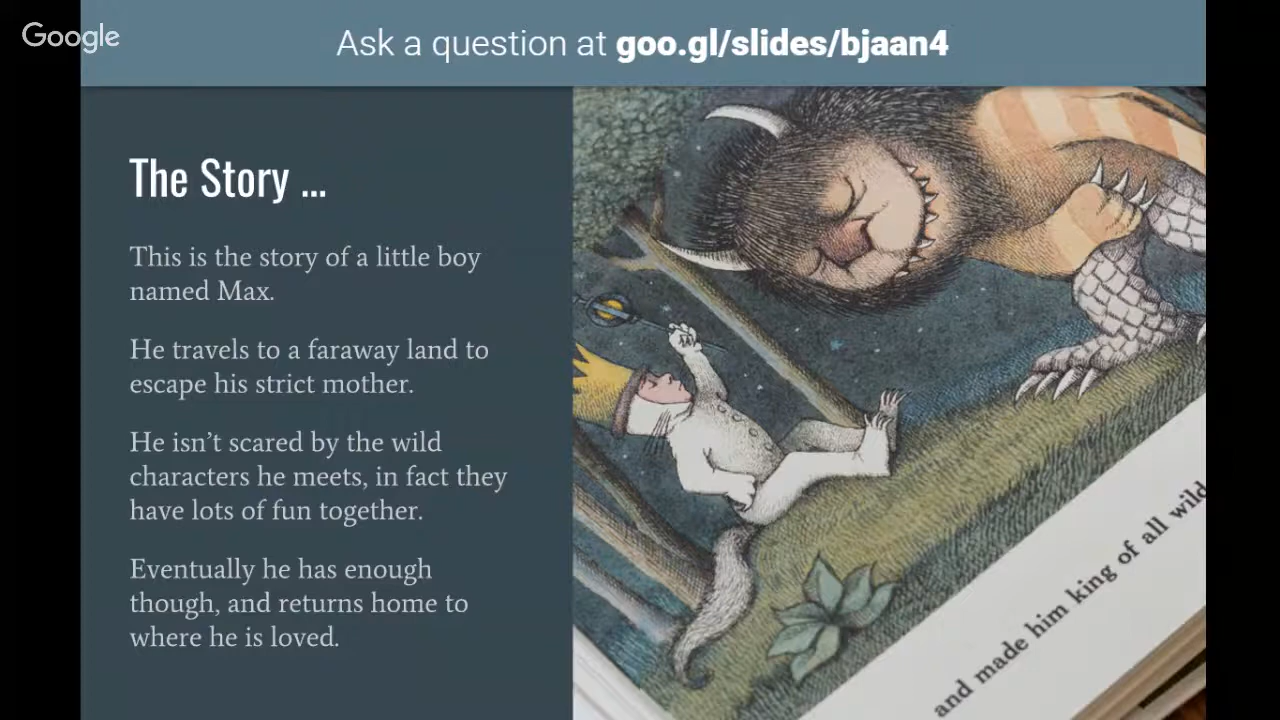 Google
Ask a question at goo.gl/slides/bjaan4
The Story ...
This is the story of a little boy
named Max.
He travels to a faraway land to
escape his strict mother.
He isn’t scared by the wild
characters he meets, in fact they
have lots of fun together.
Eventually he has enough
though, and returns home to
where he is loved.
and made him king of all wild